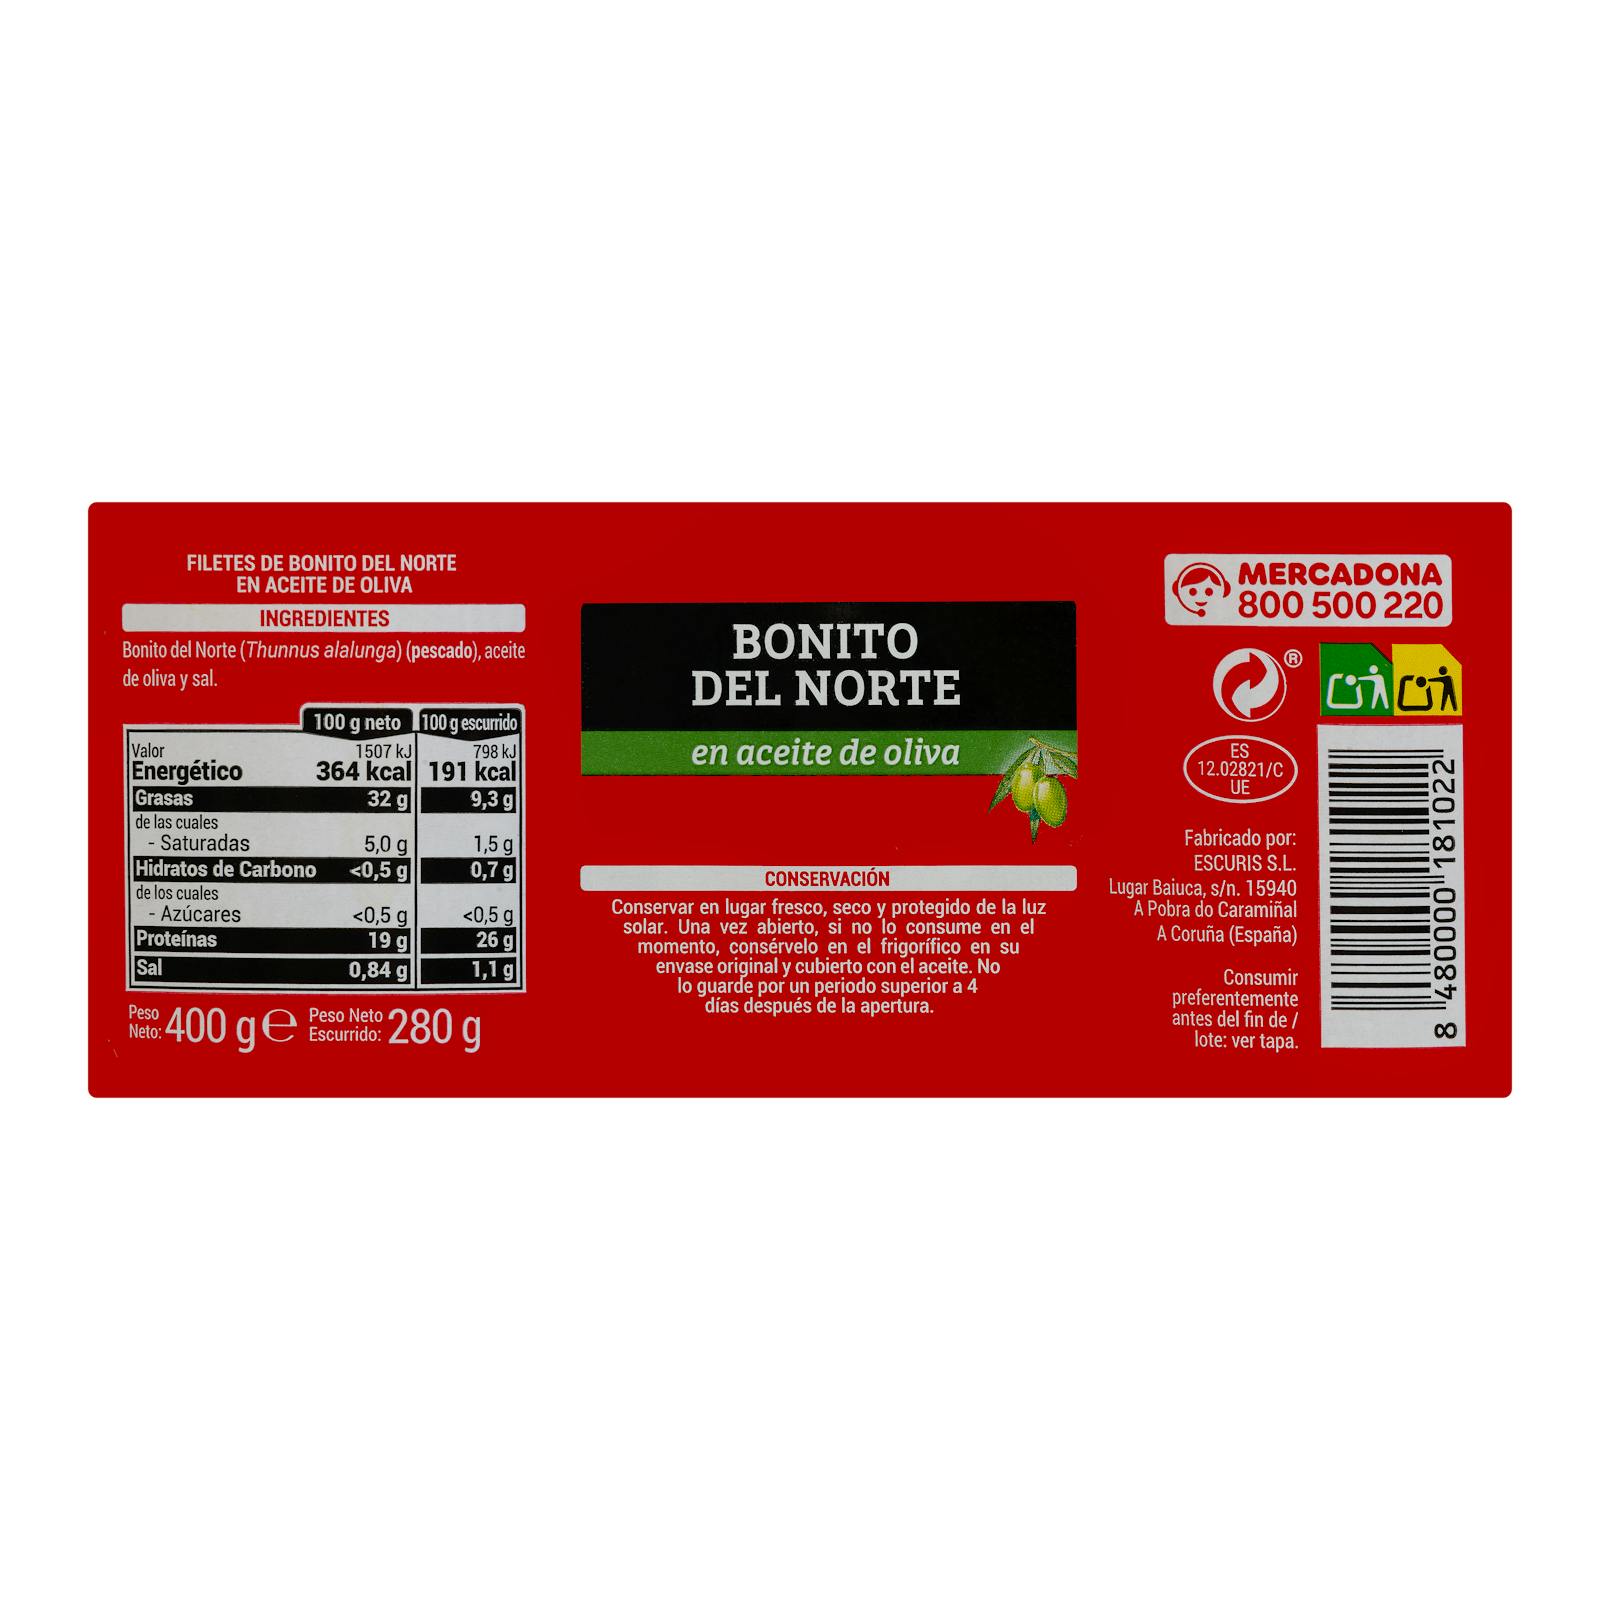 FILETES DE BONITO DEL NORTE
EN ACEITE DE OLIVA
INGREDIENTES
Bonito del Norte (Thunnus alalunga) (pescado), aceite
de oliva y sal.
100 g neto 100 g escurrido
Valor 1507 kJ 798 kJ
Energético 364 kcal 191 kcal
Grasas 32 g 9,3 g
de las cuales
- Saturadas 5,0 g 1,5 g
Hidratos de Carbono <0,5 g 0,7 g
de los cuales
- Azúcares <0,5 g <0,5 g
Proteínas 19 g 26 g
Sal 0,84 g 1,1 g
Peso Neto: 400 g e Peso Neto Escurrido: 280 g
BONITO
DEL NORTE
en aceite de oliva
CONSERVACIÓN
Conservar en lugar fresco, seco y protegido de la luz
solar. Una vez abierto, si no lo consume en el
momento, consérvelo en el frigorífico en su
envase original y cubierto con el aceite. No
lo guarde por un periodo superior a 4
días después de la apertura.
MERCADONA
800 500 220
®
ES
12.02821/C
UE
Fabricado por:
ESCURIS S.L.
Lugar Baiuca, s/n. 15940
A Pobra do Caramiñal
A Coruña (España)
Consumir
preferentemente
antes del fin de /
lote: ver tapa.
8 480000 181022